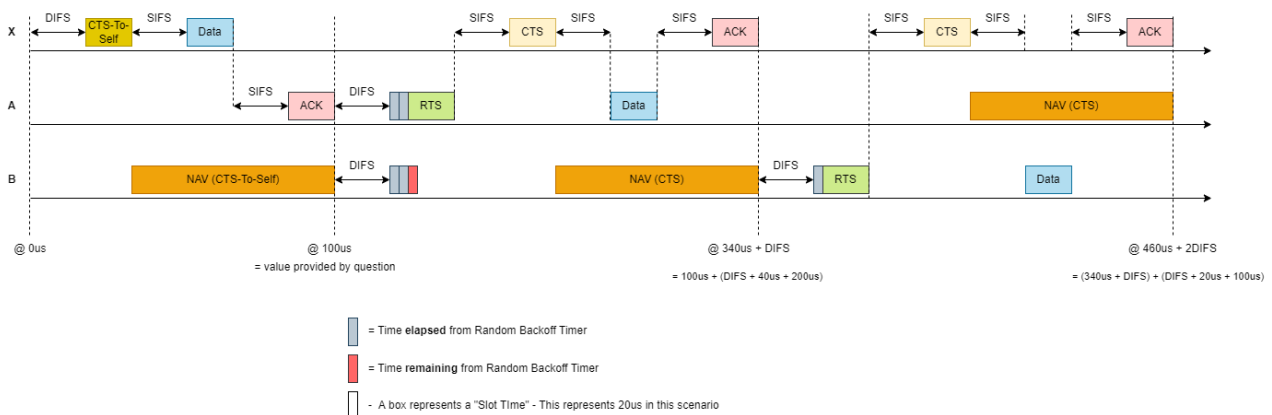 DIFS
SIFS
SIFS
SIFS
SIFS
SIFS
SIFS
SIFS
X
CTS-To-
Self
Data
CTS
ACK
CTS
ACK
SIFS
DIFS
A
ACK
RTS
Data
NAV (CTS)
DIFS
DIFS
B
NAV (CTS-To-Self)
NAV (CTS)
RTS
Data
@ 0us
@ 100us
@ 340us + DIFS
@ 460us + 2DIFS
= value provided by question
= 100us + (DIFS + 40us + 200us)
= (340us + DIFS) + (DIFS + 20us + 100us)
= Time elapsed from Random Backoff Timer
= Time remaining from Random Backoff Timer
- A box represents a "Slot TIme" - This represents 20us in this scenario